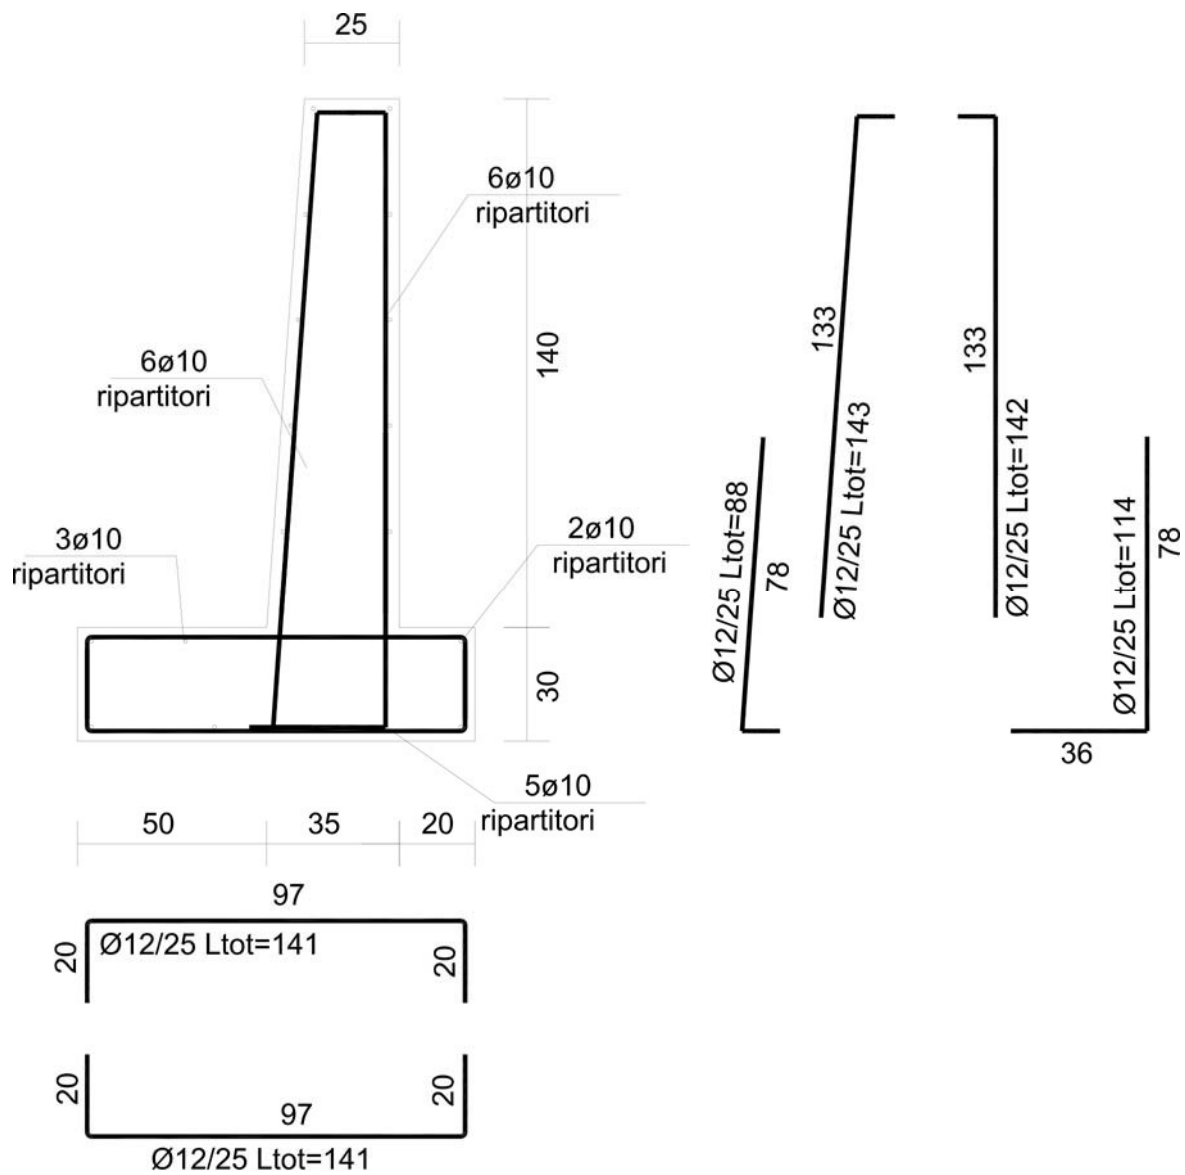 25
6ø10
ripartitori
140
6ø10
ripartitori
3ø10
ripartitori
2ø10
ripartitori
30
5ø10
ripartitori
50
35
20
133
Ø12/25 Ltot=143
133
Ø12/25 Ltot=142
Ø12/25 Ltot=88
78
Ø12/25 Ltot=114
78
36
97
20
Ø12/25 Ltot=141
20
20
97
20
Ø12/25 Ltot=141